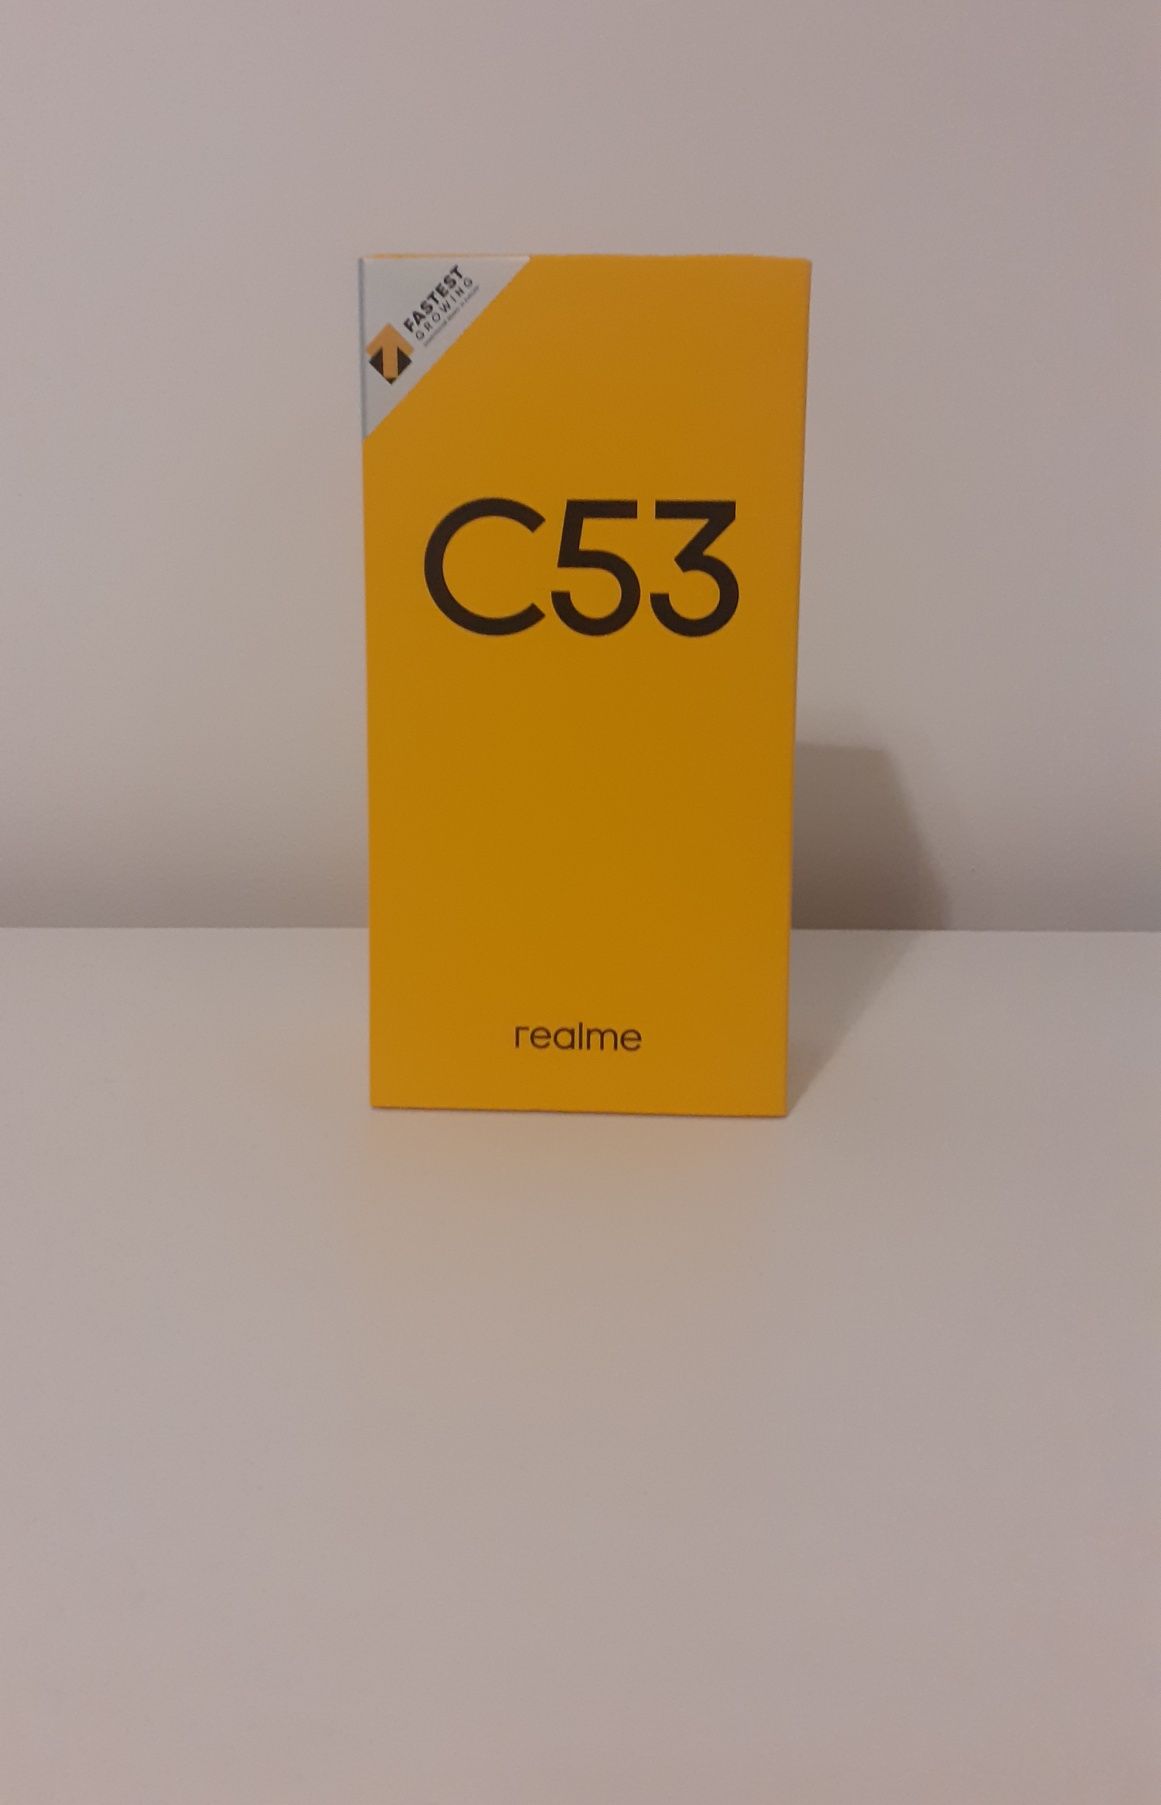 FASTEST
GROWING
C53
realme